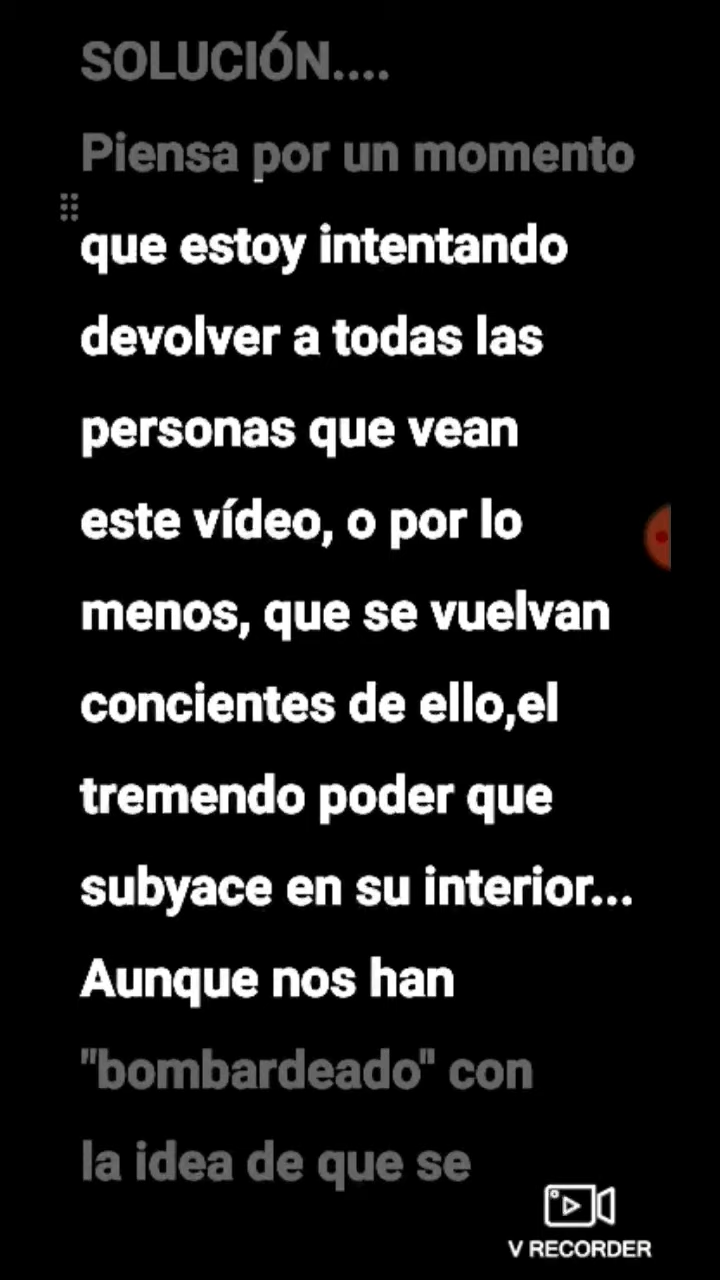 SOLUCIÓN....
Piensa por un momento
que estoy intentando
devolver a todas las
personas que vean
este vídeo, o por lo
menos, que se vuelvan
concientes de ello,el
tremendo poder que
subyace en su interior...
Aunque nos han
"bombardeado" con
la idea de que se
V RECORDER